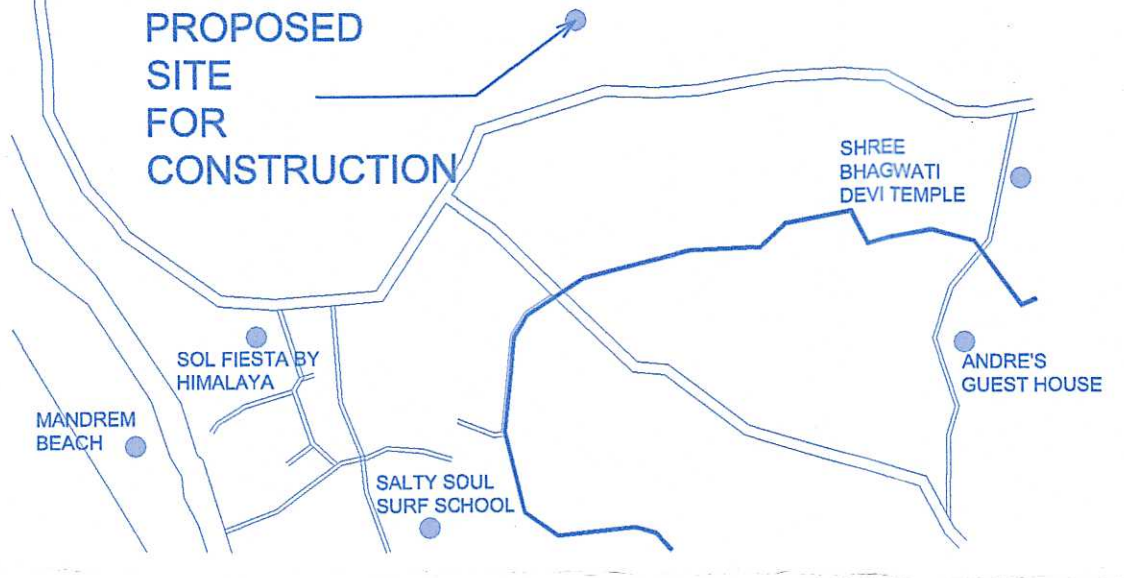 PROPOSED
SITE
FOR
CONSTRUCTION
SHREE
BHAGWATI
DEVI TEMPLE
SOL FIESTA BY
HIMALAYA
ANDRE'S
GUEST HOUSE
MANDREM
BEACH
SALTY SOUL
SURF SCHOOL